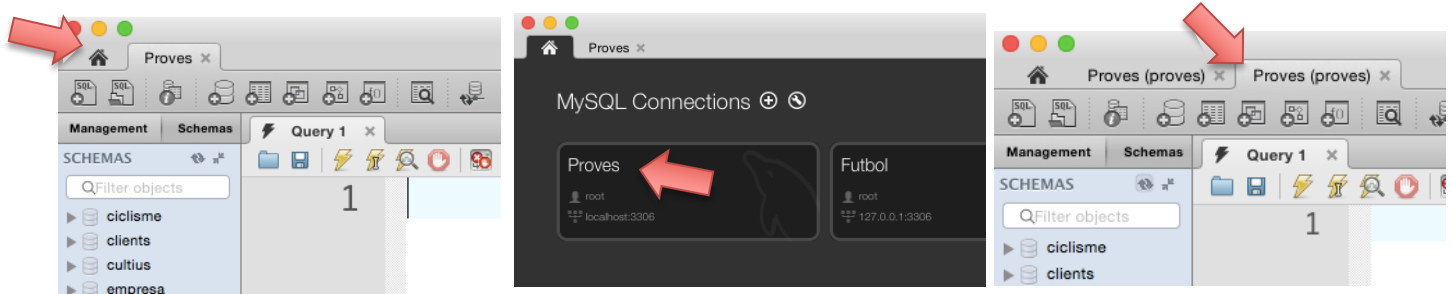 Proves ×
SQL SQL
Management Schemas Query 1 ×
SCHEMAS
Filter objects
1
ciclisme
clients
cultius
empresa
Proves ×
MySQL Connections
Proves
root
localhost:3306
Futbol
root
127.0.0.1:3306
Proves (proves) × Proves (proves) ×
SQL SQL
Management Schemas Query 1 ×
SCHEMAS
Filter objects
1
ciclisme
clients